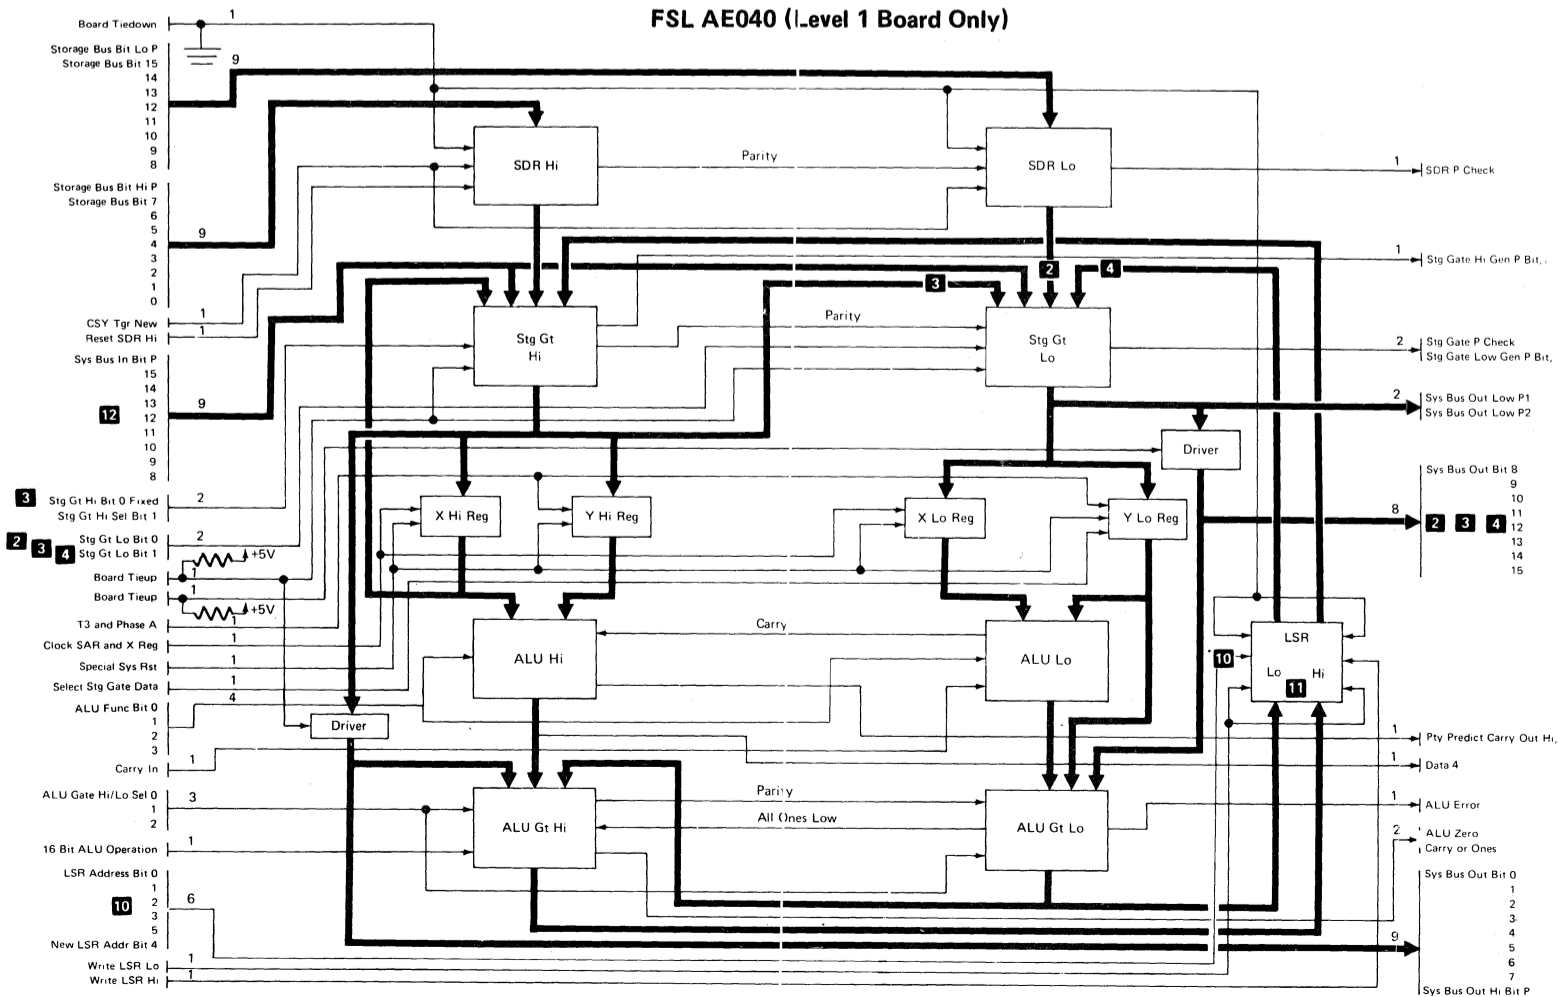 FSL AE040 (Level 1 Board Only)
Board Tiedown
1
Storage Bus Bit Lo P
Storage Bus Bit 15
14
13
12
11
10
9
8
9
Storage Bus Bit Hi P
Storage Bus Bit 7
6
5
4
3
2
1
0
9
CSY Tgr New
1
Reset SDR Hi
1
Sys Bus In Bit P
15
14
13
12
11
10
9
8
12
9
3
Stg Gt Hi Bit 0 Fixed
Stg Gt Hi Sel Bit 1
2
2 3 4
Stg Gt Lo Bit 0
Stg Gt Lo Bit 1
2
+5V
Board Tieup
1
Board Tieup
1
+5V
T3 and Phase A
1
Clock SAR and X Reg
1
Special Sys Rst
1
Select Stg Gate Data
1
ALU Func Bit 0
1
2
3
4
Carry In
1
ALU Gate Hi/Lo Sel 0
1
2
3
16 Bit ALU Operation
1
LSR Address Bit 0
1
2
3
5
New LSR Addr Bit 4
10
6
Write LSR Lo
1
Write LSR Hi
1
SDR Hi
Parity
SDR Lo
2
4
3
Stg Gt
Hi
Parity
Stg Gt
Lo
Driver
X Hi Reg
Y Hi Reg
X Lo Reg
Y Lo Reg
ALU Hi
Carry
ALU Lo
LSR
Lo
Hi
10
11
Driver
ALU Gt Hi
Parity
All Ones Low
ALU Gt Lo
1
SDR P Check
1
Stg Gate Hi Gen P Bit,
2
Stg Gate P Check
Stg Gate Low Gen P Bit,
2
Sys Bus Out Low P1
Sys Bus Out Low P2
Sys Bus Out Bit 8
9
10
11
12
13
14
15
8
2 3 4
1
Pty Predict Carry Out Hi,
1
Data 4
1
ALU Error
2
ALU Zero
Carry or Ones
Sys Bus Out Bit 0
1
2
3
4
5
6
7
Sys Bus Out Hi Bit P
9